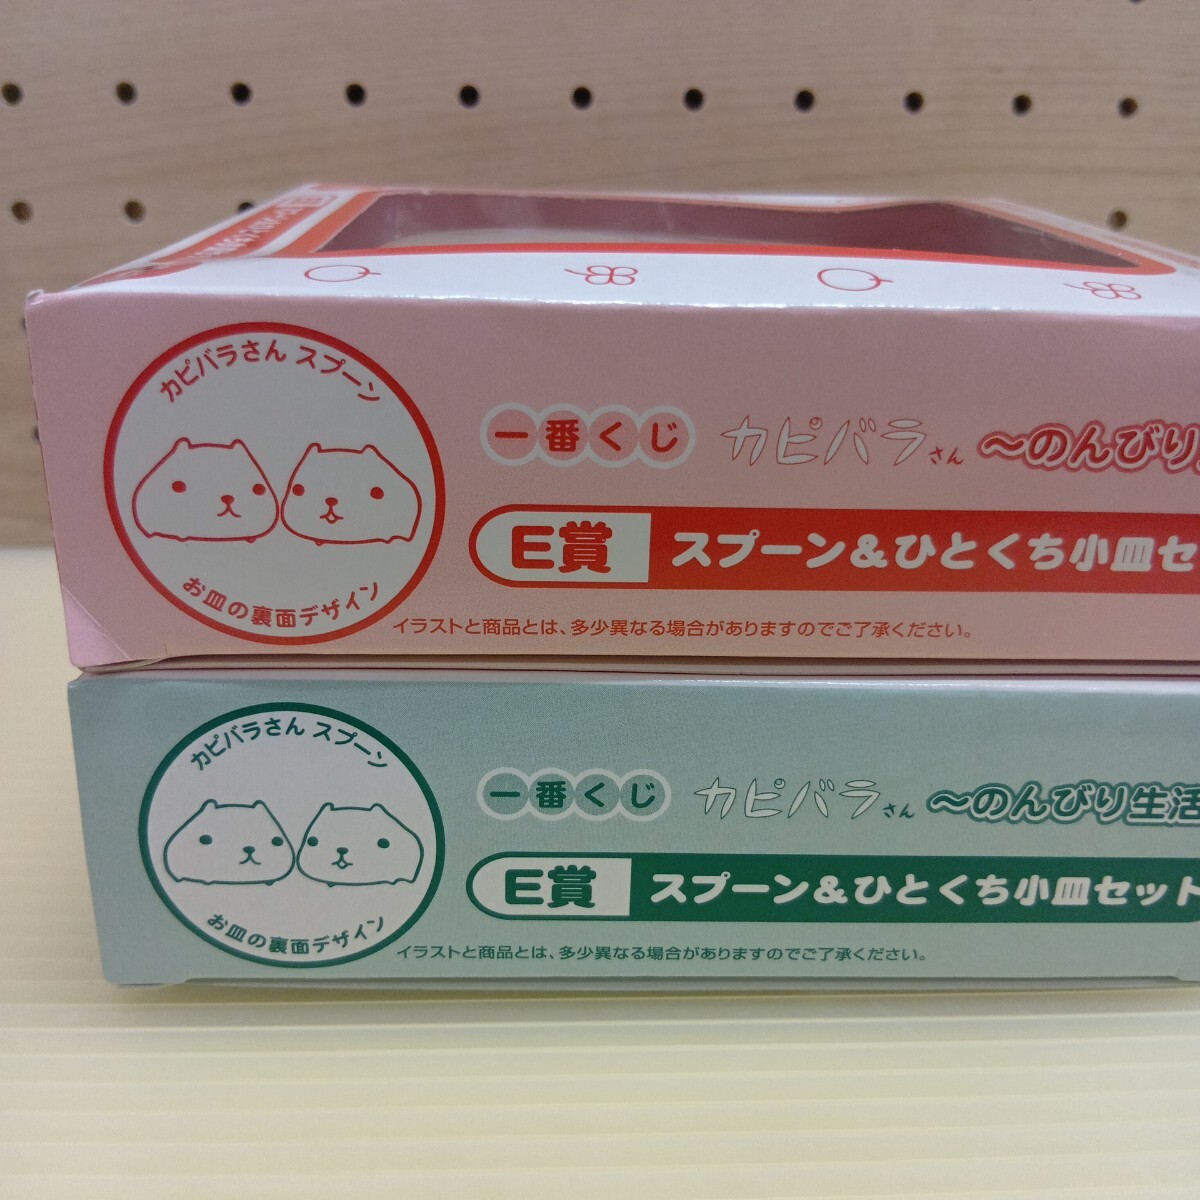 カピバラさん スプーン
お皿の裏面デザイン
一番くじ カピバラさん ～のんびり
E賞 スプーン＆ひとくち小皿セ
イラストと商品とは、多少異なる場合がありますのでご了承ください。
カピバラさん スプーン
お皿の裏面デザイン
一番くじ カピバラさん ～のんびり生活
E賞 スプーン＆ひとくち小皿セット
イラストと商品とは、多少異なる場合がありますのでご了承ください。